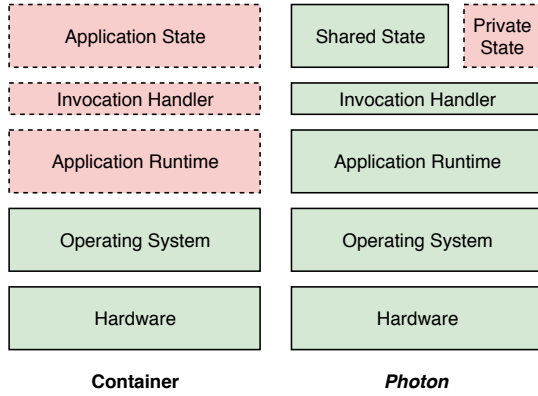 Application State
Invocation Handler
Application Runtime
Operating System
Hardware
Container
Shared State
Private
State
Invocation Handler
Application Runtime
Operating System
Hardware
Photon